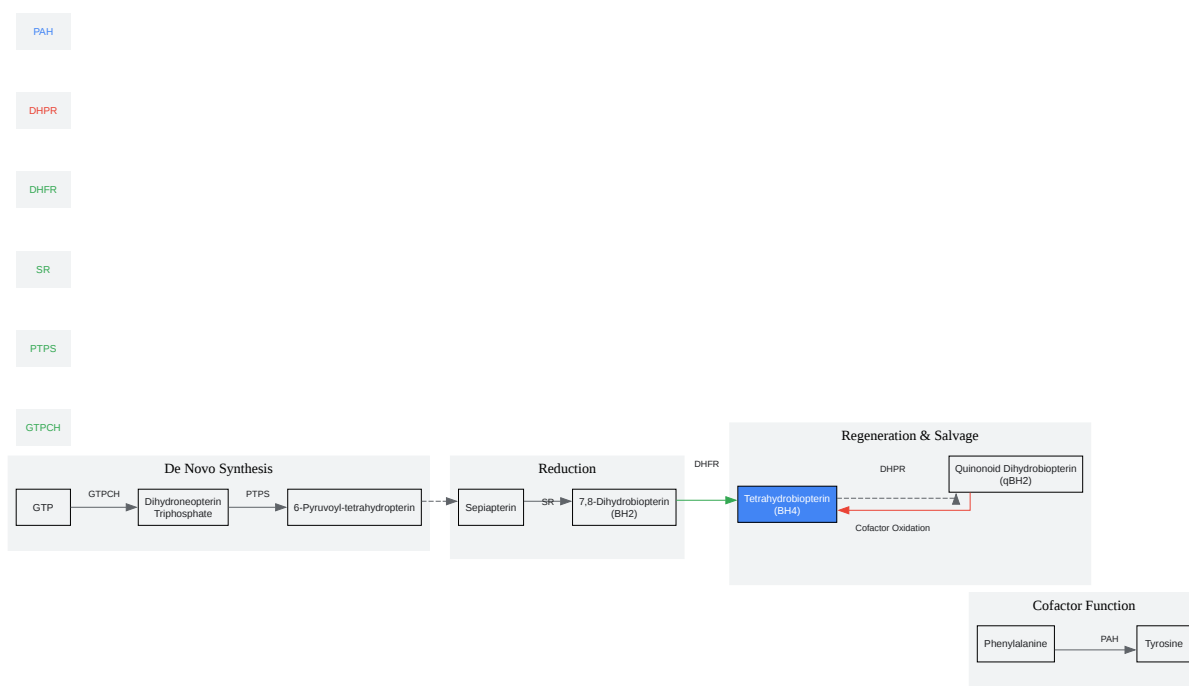 PAH
DHPR
DHFR
SR
PTPS
GTPCH
De Novo Synthesis
GTP
GTPCH
Dihydroneopterin
Triphosphate
PTPS
6-Pyruvoyl-tetrahydropterin
Reduction
Sepiapterin
SR
7,8-Dihydrobiopterin
(BH2)
DHFR
Regeneration & Salvage
Tetrahydrobiopterin
(BH4)
DHPR
Quinonoid Dihydrobiopterin
(qBH2)
Cofactor Oxidation
Cofactor Function
Phenylalanine
PAH
Tyrosine